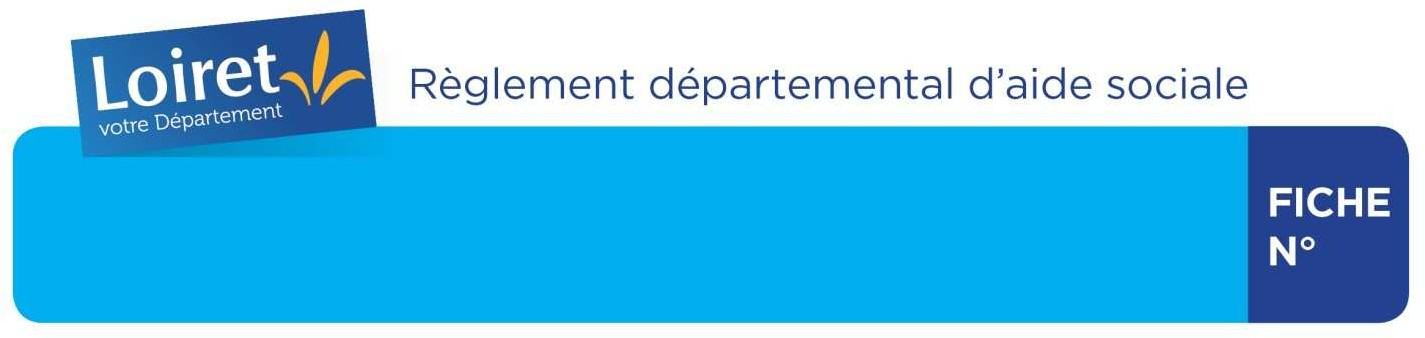 Loiret
votre Département
Règlement départemental d'aide sociale
FICHE
N°